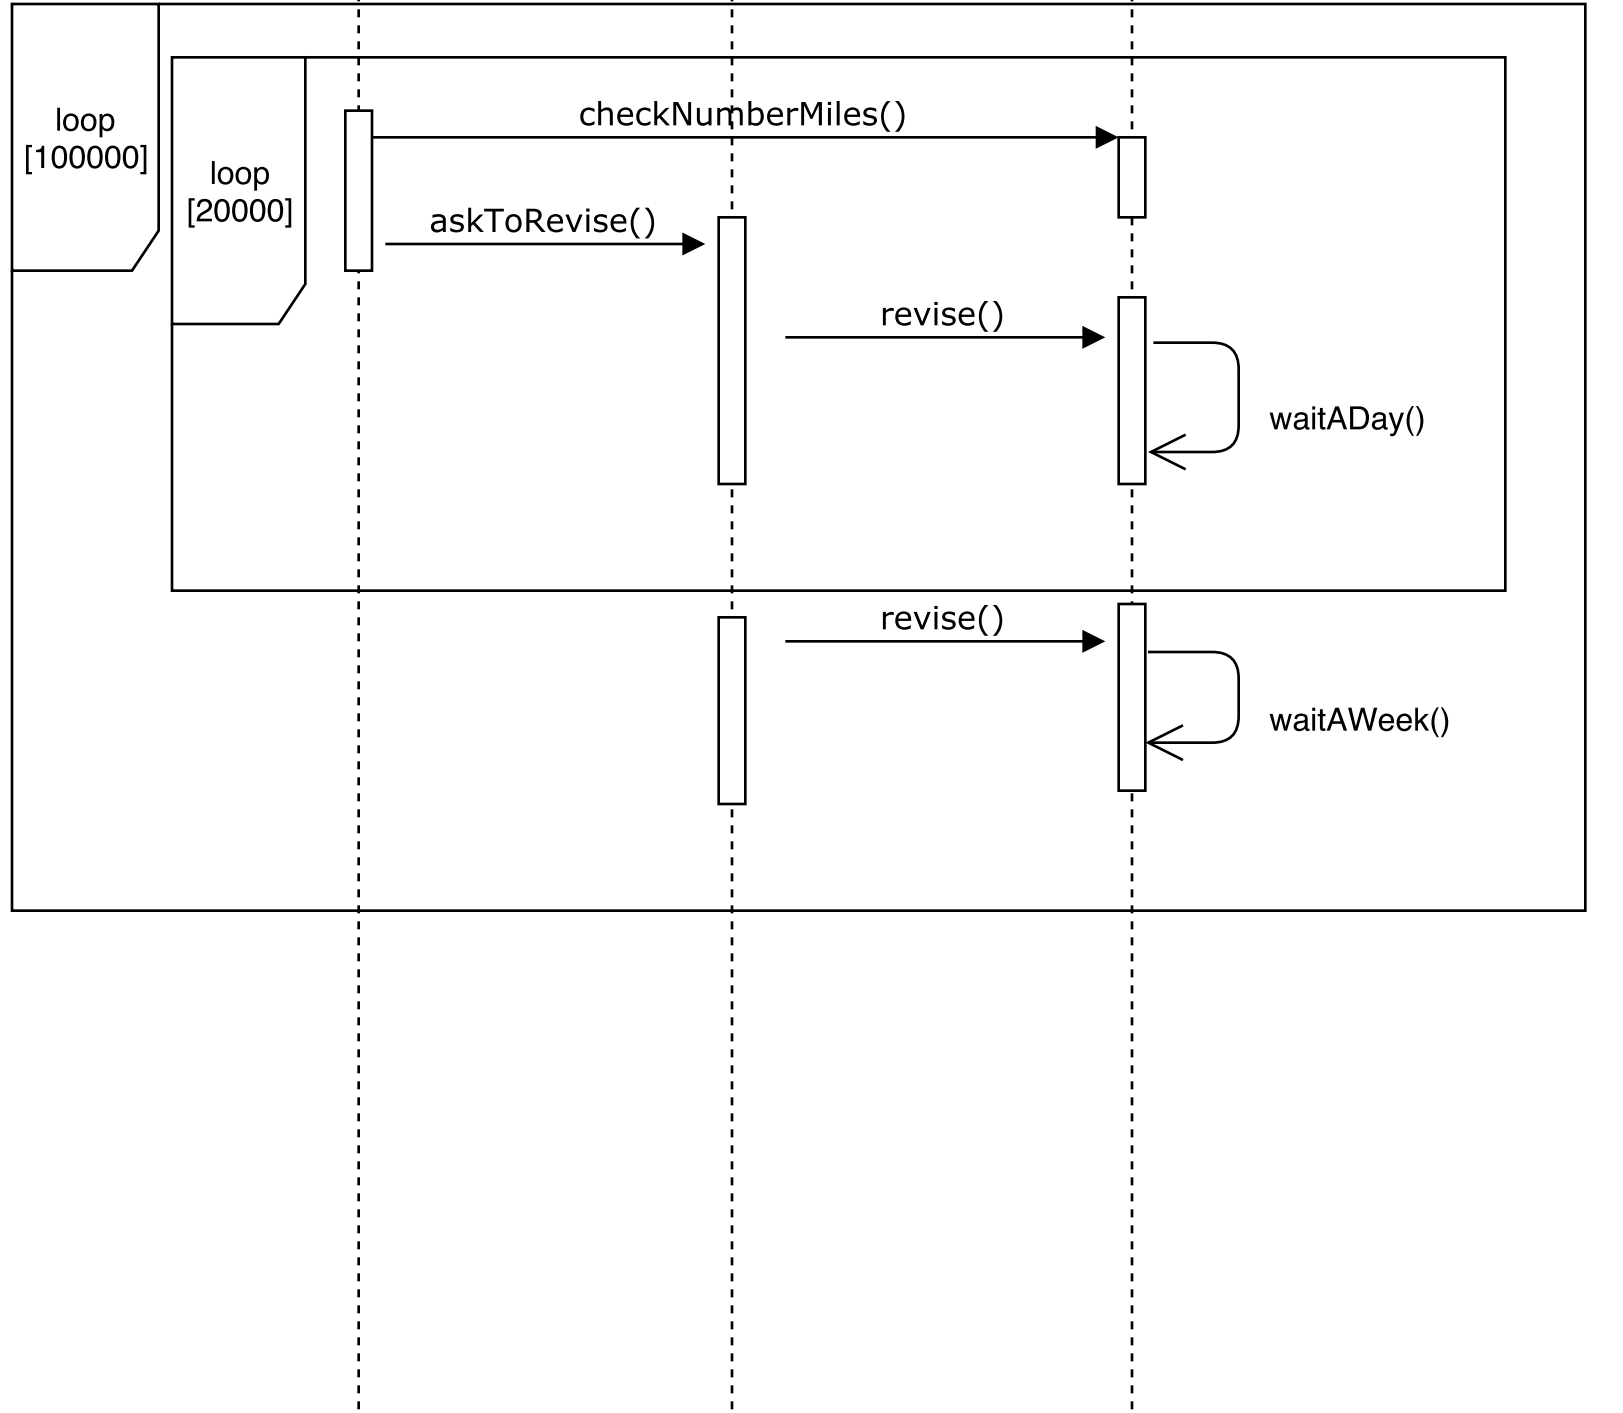 loop
[100000]
loop
[20000]
checkNumberMiles()
askToRevise()
revise()
waitADay()
revise()
waitAWeek()